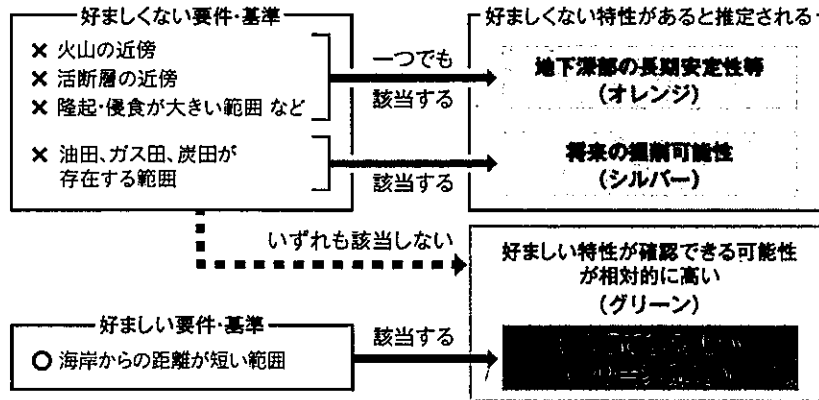 好ましくない要件・基準
× 火山の近傍
× 活断層の近傍
× 隆起・侵食が大きい範囲 など
× 油田、ガス田、炭田が
存在する範囲
一つでも
該当する
該当する
好ましくない特性があると推定される
地下深部の長期安定性等
(オレンジ)
将来の掘削可能性
(シルバー)
いずれも該当しない
好ましい特性が確認できる可能性
が相対的に高い
(グリーン)
好ましい要件・基準
○ 海岸からの距離が短い範囲
該当する